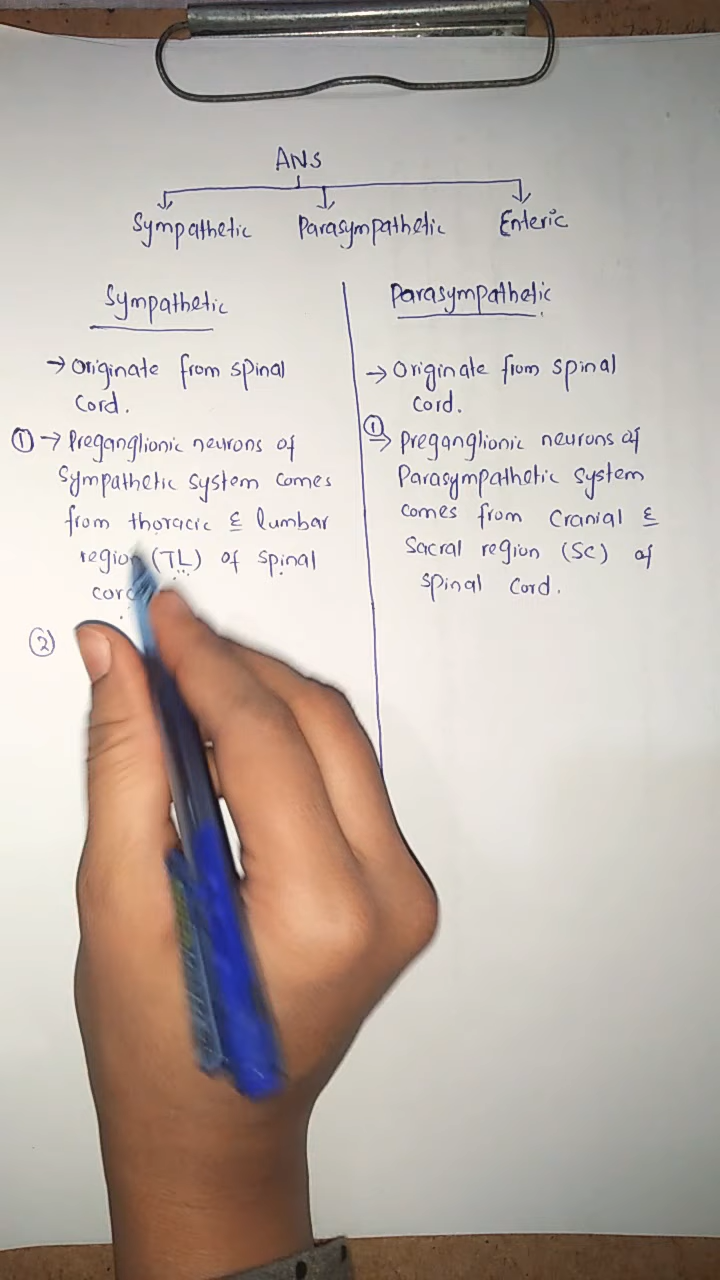 ANS
Sympathetic Parasympathetic Enteric
Sympathetic
→ Originate from spinal
cord.
① → Preganglionic neurons of
Sympathetic system comes
from thoracic & lumbar
region (TL) of spinal
cord
②
Parasympathetic
→ Originate from spinal
cord.
① → Preganglionic neurons of
Parasympathetic system
comes from Cranial &
Sacral region (SC) of
Spinal Cord.